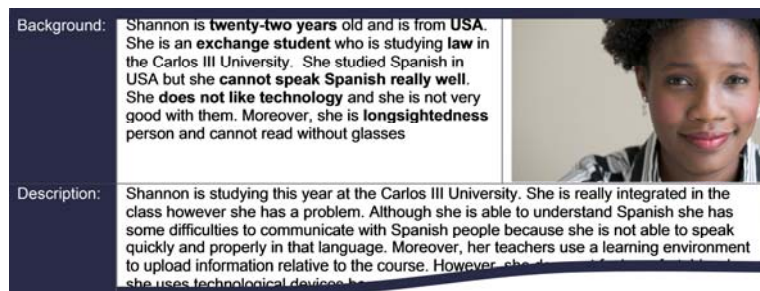 Background:
Shannon is twenty-two years old and is from USA.
She is an exchange student who is studying law in
the Carlos III University. She studied Spanish in
USA but she cannot speak Spanish really well.
She does not like technology and she is not very
good with them. Moreover, she is longsightedness
person and cannot read without glasses
Description:
Shannon is studying this year at the Carlos III University. She is really integrated in the
class however she has a problem. Although she is able to understand Spanish she has
some difficulties to communicate with Spanish people because she is not able to speak
quickly and properly in that language. Moreover, her teachers use a learning environment
to upload information relative to the course. However, she
she uses technological devices